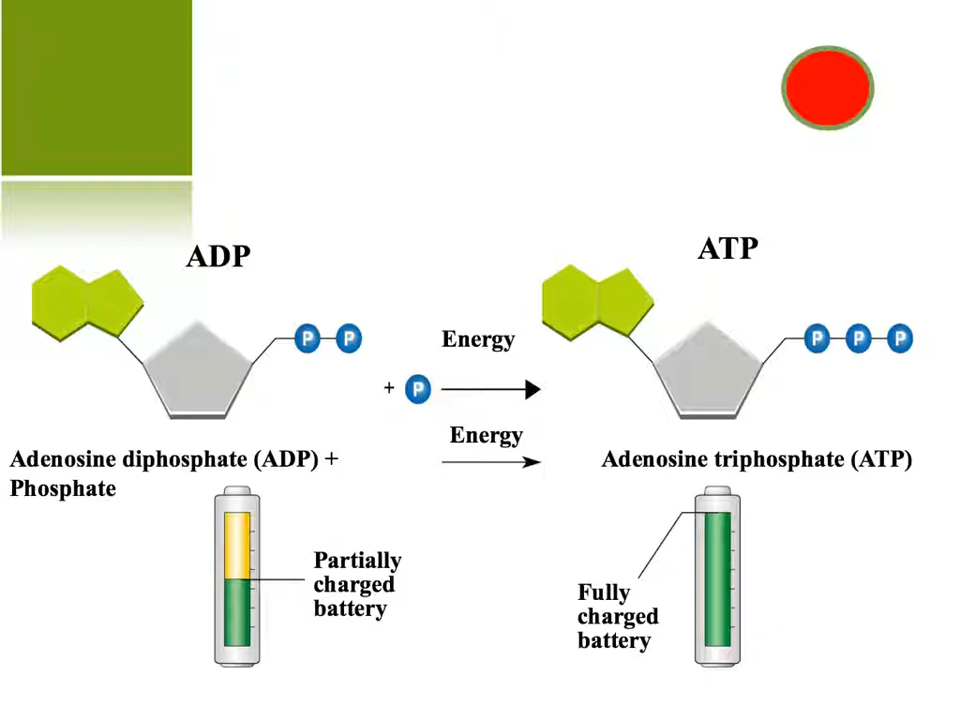 ADP
ATP
P P
P P P
Energy
+ P
Energy
Adenosine diphosphate (ADP) +
Phosphate
Adenosine triphosphate (ATP)
Partially
charged
battery
Fully
charged
battery